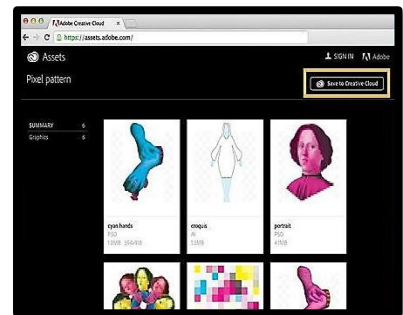 Adobe Creative Cloud
https://assets.adobe.com/
Assets
SIGN IN Adobe
Pixel pattern
Save to Creative Cloud
SUMMARY 6
Graphics 6
cyan hands
PSD
croquis
AI
portrait
PSD